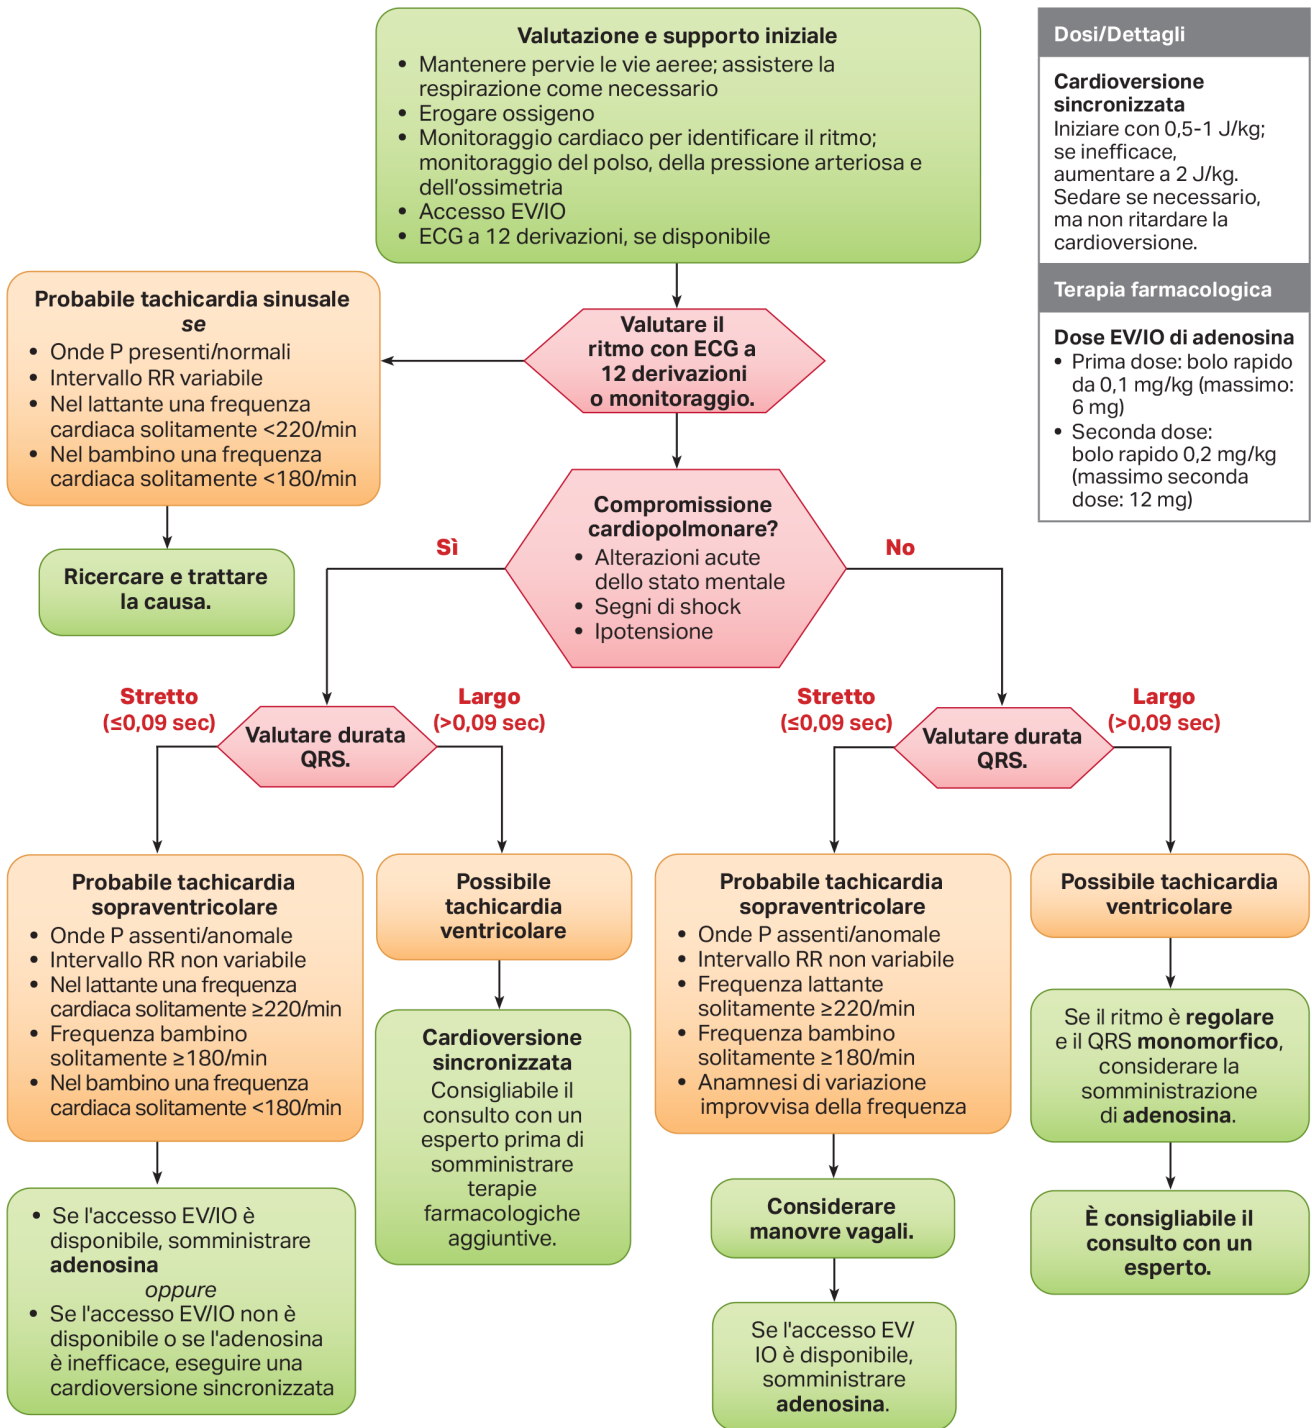 Valutazione e supporto iniziale
• Mantenere pervie le vie aeree; assistere la
respirazione come necessario
• Erogare ossigeno
• Monitoraggio cardiaco per identificare il ritmo;
monitoraggio del polso, della pressione arteriosa e
dell'ossimetria
• Accesso EV/IO
• ECG a 12 derivazioni, se disponibile
Dosi/Dettagli
Cardioversione
sincronizzata
Iniziare con 0,5-1 J/kg;
se inefficace,
aumentare a 2 J/kg.
Sedare se necessario,
ma non ritardare la
cardioversione.
Terapia farmacologica
Dose EV/IO di adenosina
• Prima dose: bolo rapido
da 0,1 mg/kg (massimo:
6 mg)
• Seconda dose:
bolo rapido 0,2 mg/kg
(massimo seconda
dose: 12 mg)
Probabile tachicardia sinusale
se
• Onde P presenti/normali
• Intervallo RR variabile
• Nel lattante una frequenza
cardiaca solitamente <220/min
• Nel bambino una frequenza
cardiaca solitamente <180/min
Valutare il
ritmo con ECG a
12 derivazioni
o monitoraggio.
Ricercare e trattare
la causa.
Compromissione
cardiopolmonare?
• Alterazioni acute
dello stato mentale
• Segni di shock
• Ipotensione
Sì
No
Stretto
(≤0,09 sec)
Largo
(>0,09 sec)
Valutare durata
QRS.
Stretto
(≤0,09 sec)
Largo
(>0,09 sec)
Valutare durata
QRS.
Probabile tachicardia
sopraventricolare
• Onde P assenti/anomale
• Intervallo RR non variabile
• Nel lattante una frequenza
cardiaca solitamente ≥220/min
• Frequenza bambino
solitamente ≥180/min
• Nel bambino una frequenza
cardiaca solitamente <180/min
• Se l'accesso EV/IO è
disponibile, somministrare
adenosina
oppure
• Se l'accesso EV/IO non è
disponibile o se l'adenosina
è inefficace, eseguire una
cardioversione sincronizzata
Possibile
tachicardia
ventricolare
Cardioversione
sincronizzata
Consigliabile il
consulto con un
esperto prima di
somministrare
terapie
farmacologiche
aggiuntive.
Probabile tachicardia
sopraventricolare
• Onde P assenti/anomale
• Intervallo RR non variabile
• Frequenza lattante
solitamente ≥220/min
• Frequenza bambino
solitamente ≥180/min
• Anamnesi di variazione
improvvisa della frequenza
Considerare
manovre vagali.
Se l'accesso EV/
IO è disponibile,
somministrare
adenosina.
Possibile tachicardia
ventricolare
Se il ritmo è regolare
e il QRS monomorfico,
considerare la
somministrazione
di adenosina.
È consigliabile il
consulto con un
esperto.